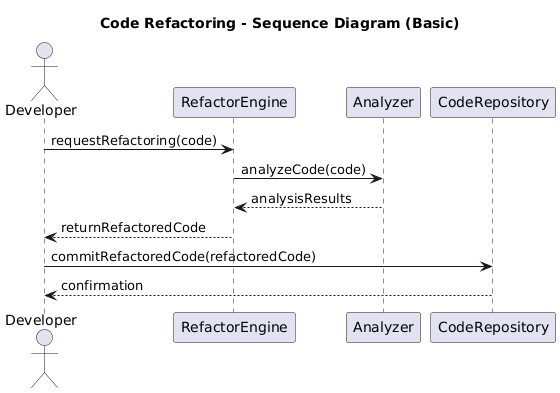 Code Refactoring - Sequence Diagram (Basic)
Developer
RefactorEngine
Analyzer
CodeRepository
requestRefactoring(code)
analyzeCode(code)
analysisResults
returnRefactoredCode
commitRefactoredCode(refactoredCode)
confirmation
Developer
RefactorEngine
Analyzer
CodeRepository